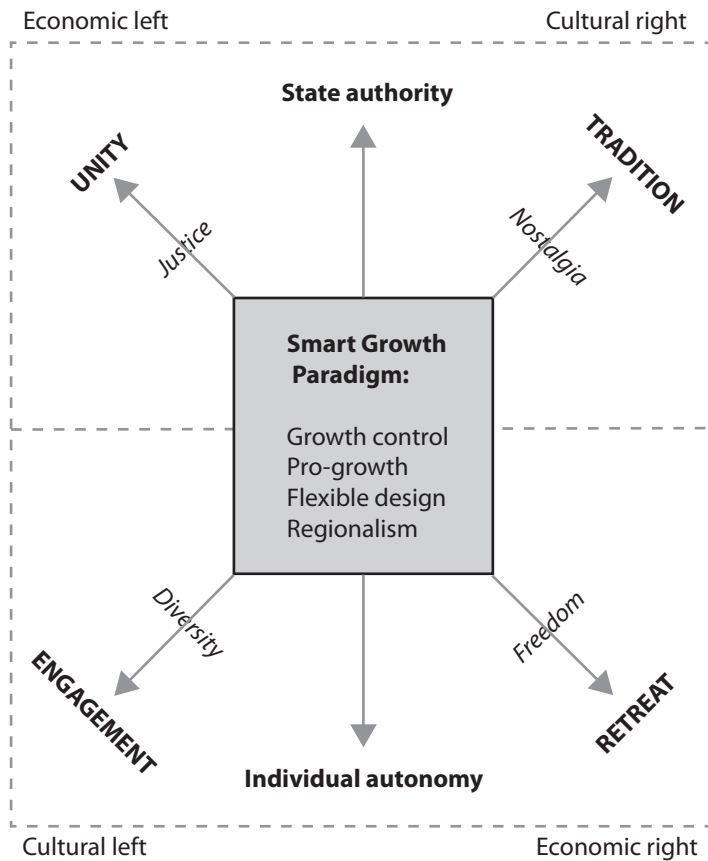 Economic left
Cultural right
State authority
UNITY
TRADITION
Justice
Nostalgia
Smart Growth
Paradigm:
Growth control
Pro-growth
Flexible design
Regionalism
Diversity
Freedom
ENGAGEMENT
RETREAT
Individual autonomy
Cultural left
Economic right